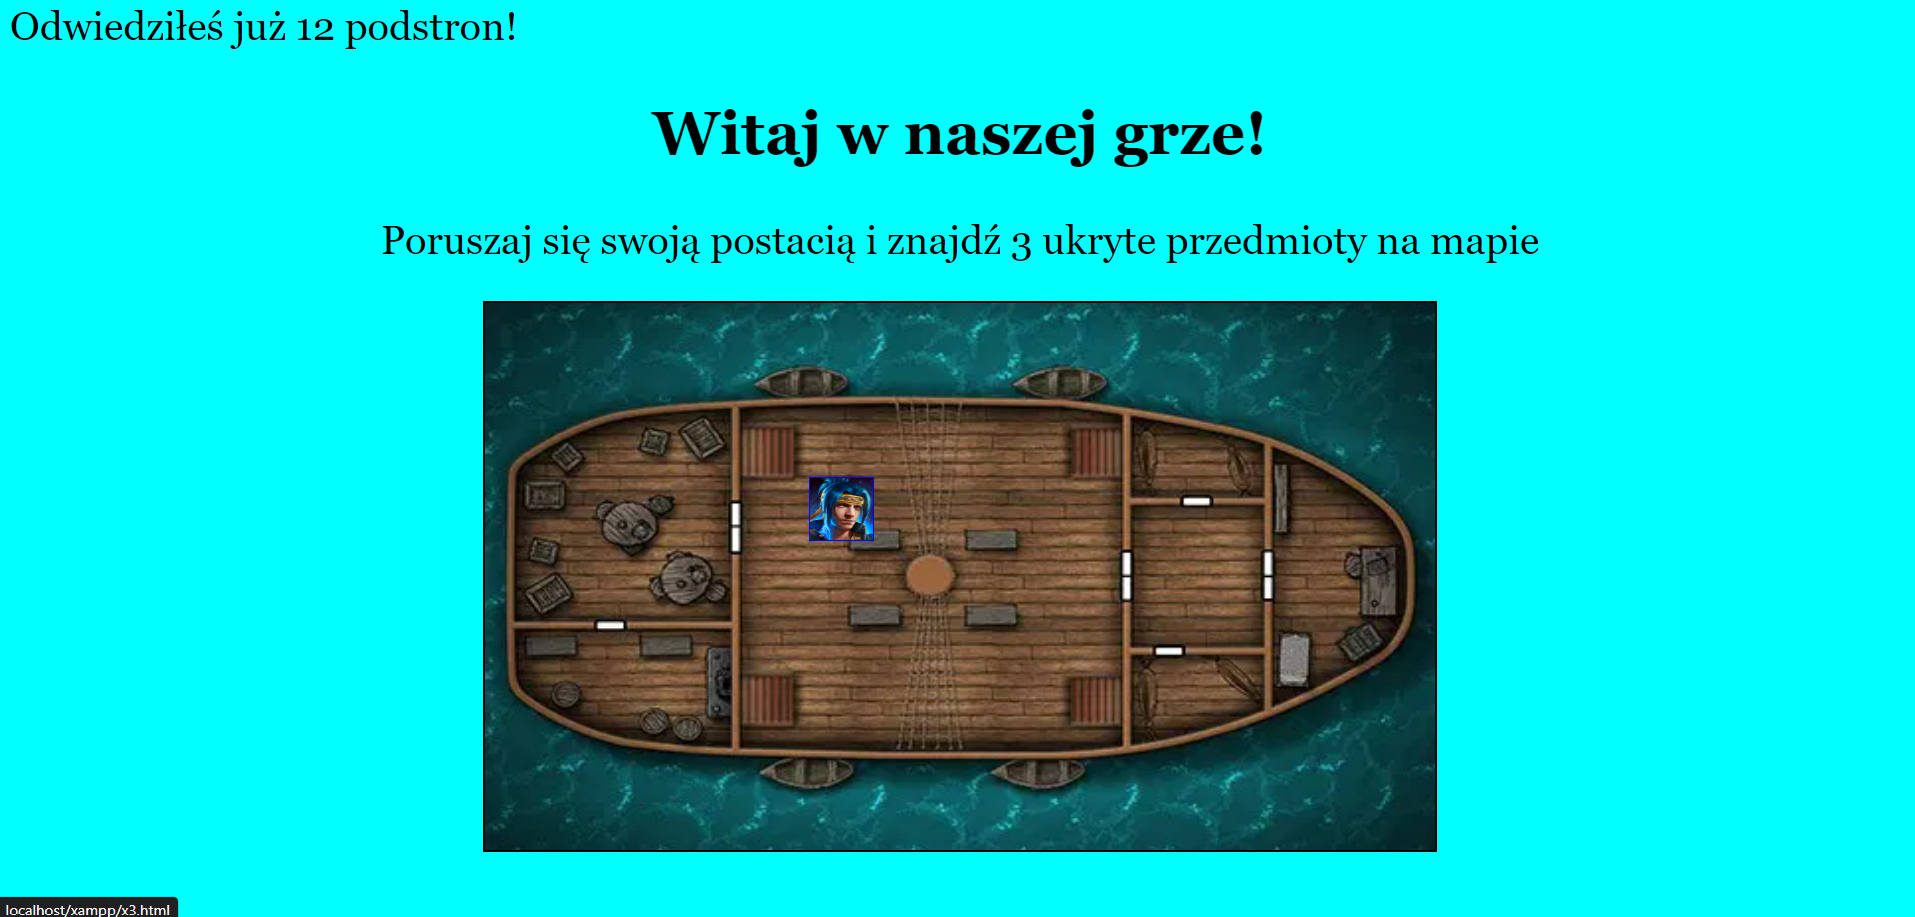 Odwiedziłeś już 12 podstron!
Witaj w naszej grze!
Poruszaj się swoją postacią i znajdź 3 ukryte przedmioty na mapie
localhost/xampp/x3.html